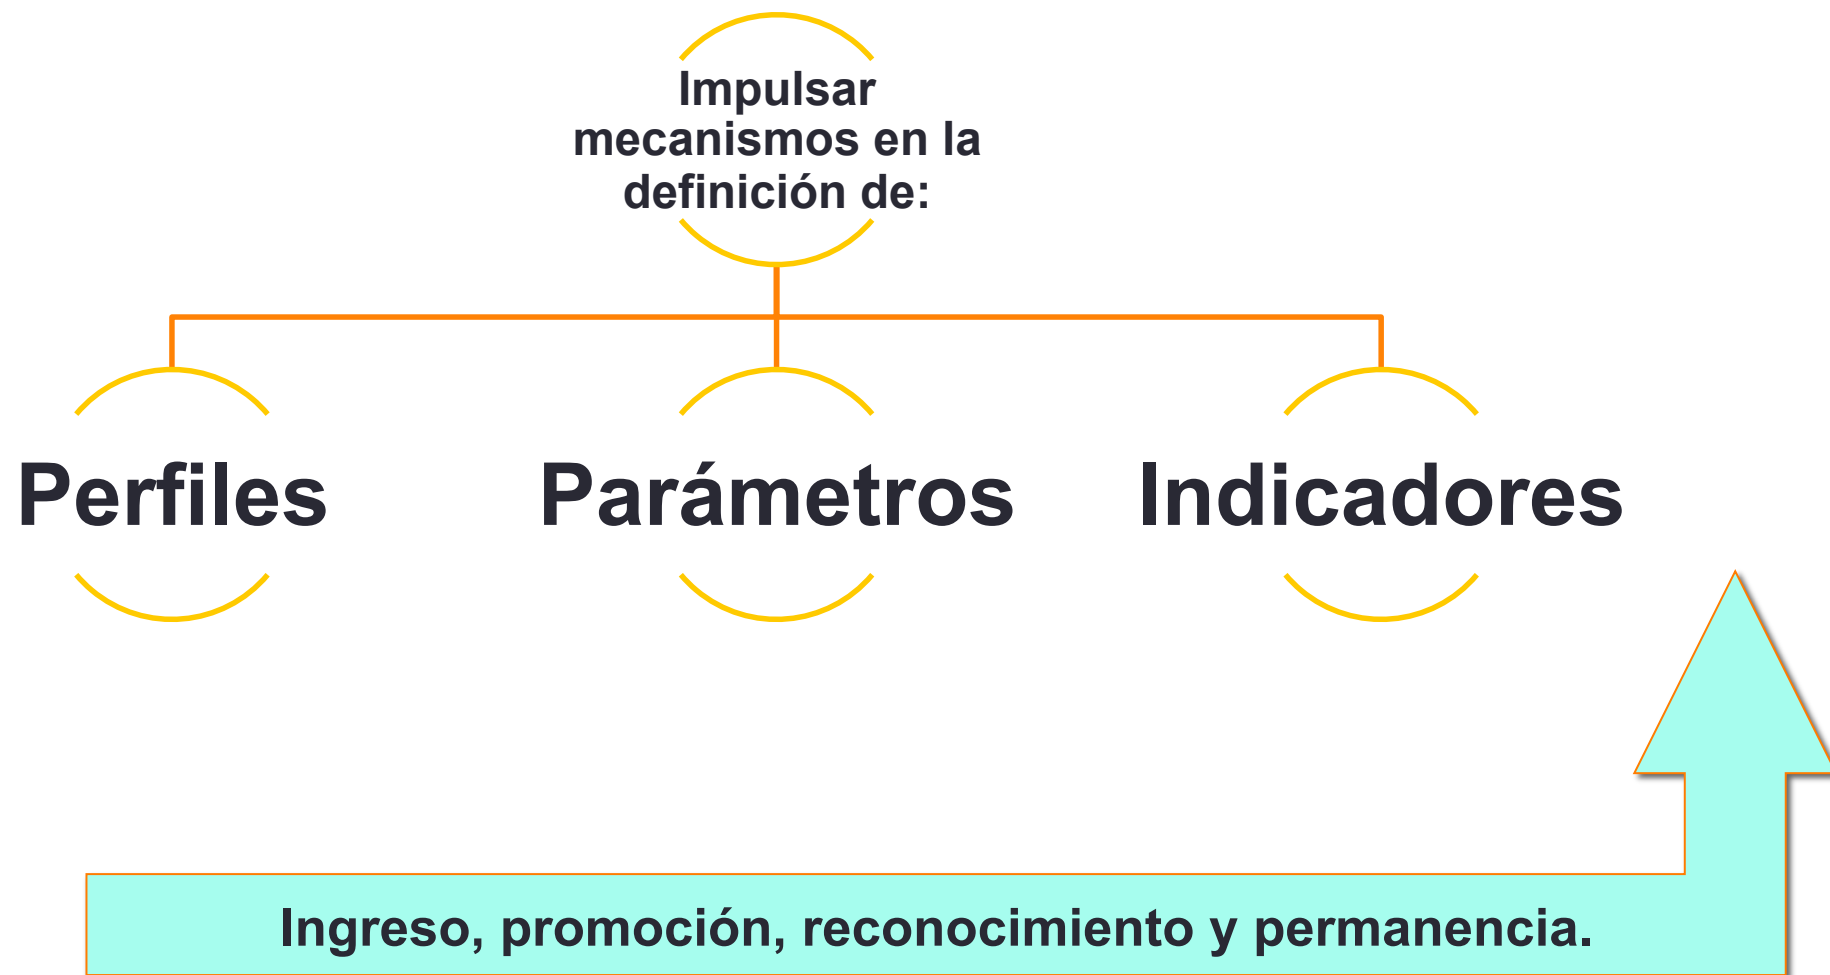 Impulsar
mecanismos en la
definición de:
Perfiles
Parámetros
Indicadores
Ingreso, promoción, reconocimiento y permanencia.